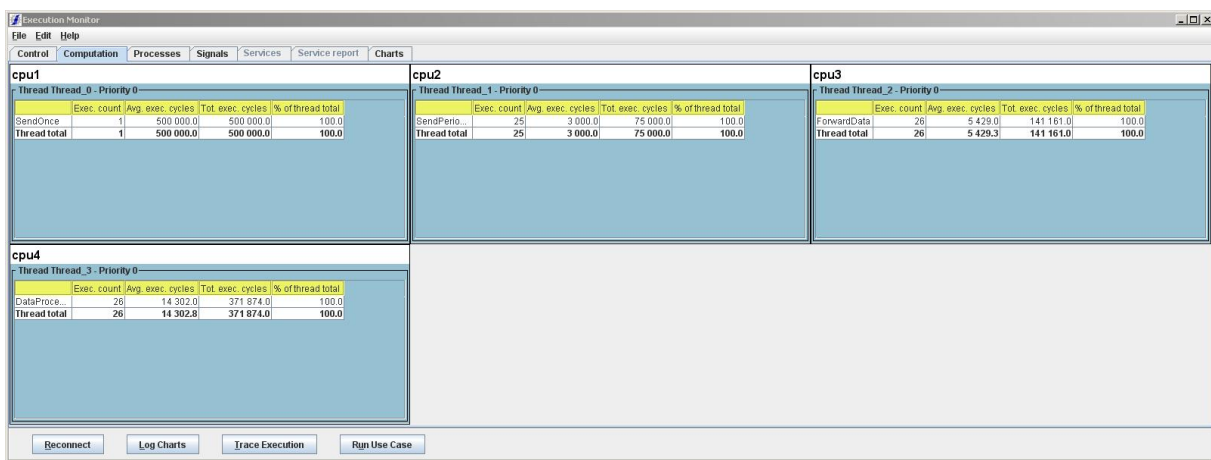 Execution Monitor
File Edit Help
Control Computation Processes Signals Services Service report Charts
cpu1
Thread Thread_0 - Priority 0
Exec. count Avg. exec. cycles Tot. exec. cycles % of thread total
SendOnce 1 500 000.0 500 000.0 100.0
Thread total 1 500 000.0 500 000.0 100.0
cpu2
Thread Thread_1 - Priority 0
Exec. count Avg. exec. cycles Tot. exec. cycles % of thread total
SendPerio... 25 3 000.0 75 000.0 100.0
Thread total 25 3 000.0 75 000.0 100.0
cpu3
Thread Thread_2 - Priority 0
Exec. count Avg. exec. cycles Tot. exec. cycles % of thread total
ForwardData 26 5 429.0 141 161.0 100.0
Thread total 26 5 429.3 141 161.0 100.0
cpu4
Thread Thread_3 - Priority 0
Exec. count Avg. exec. cycles Tot. exec. cycles % of thread total
DataProce... 26 14 302.0 371 874.0 100.0
Thread total 26 14 302.8 371 874.0 100.0
Reconnect Log Charts Trace Execution Run Use Case